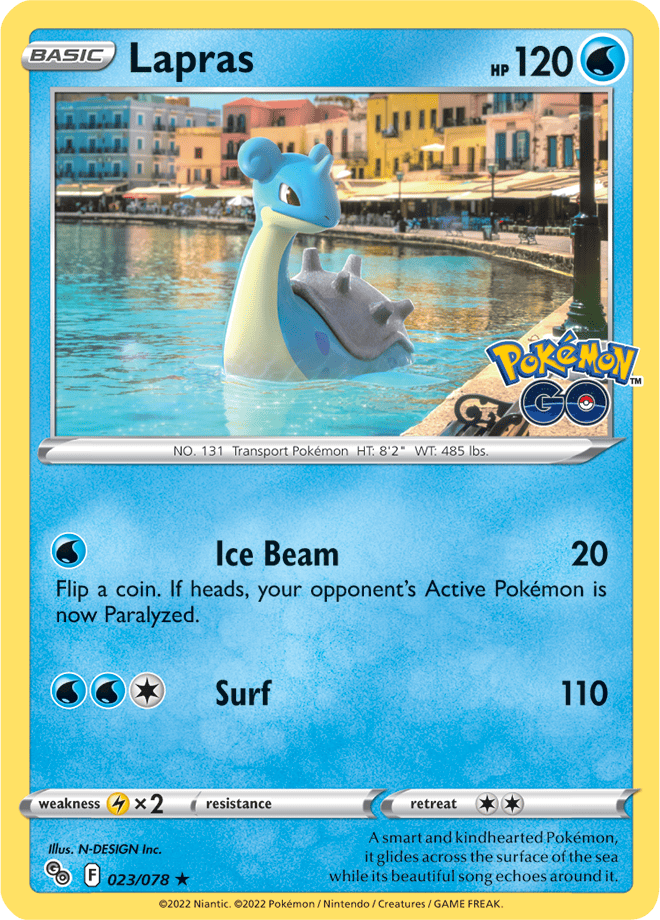 BASIC Lapras HP 120
POKéMON GO ™
NO. 131 Transport Pokémon HT: 8'2" WT: 485 lbs.
Ice Beam 20
Flip a coin. If heads, your opponent's Active Pokémon is
now Paralyzed.
Surf 110
weakness ×2 resistance retreat
Illus. N-DESIGN Inc.
A smart and kindhearted Pokémon,
it glides across the surface of the sea
while its beautiful song echoes around it.
GO F 023/078 ★
©2022 Niantic. ©2022 Pokémon / Nintendo / Creatures / GAME FREAK.